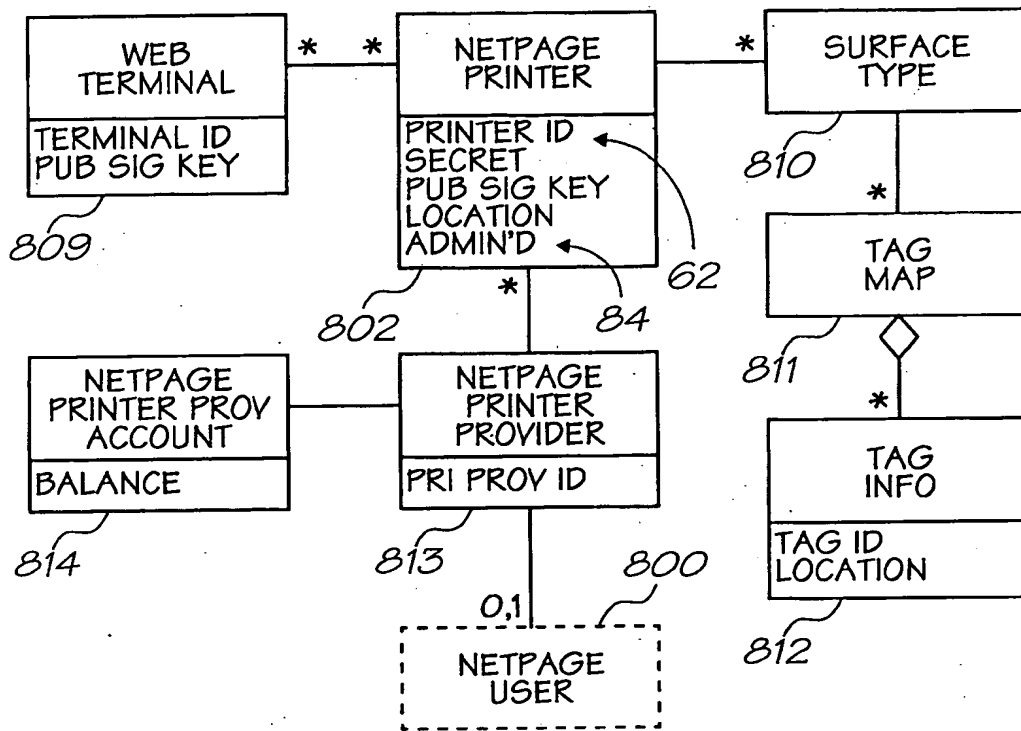 WEB
TERMINAL
TERMINAL ID
PUB SIG KEY
809
*
*
NETPAGE
PRINTER
PRINTER ID
SECRET
PUB SIG KEY
LOCATION
ADMIN'D
62
84
802
*
*
SURFACE
TYPE
810
*
TAG
MAP
811
*
TAG
INFO
TAG ID
LOCATION
812
NETPAGE
PRINTER PROV
ACCOUNT
BALANCE
814
NETPAGE
PRINTER
PROVIDER
PRI PROV ID
813
800
0,1
NETPAGE
USER